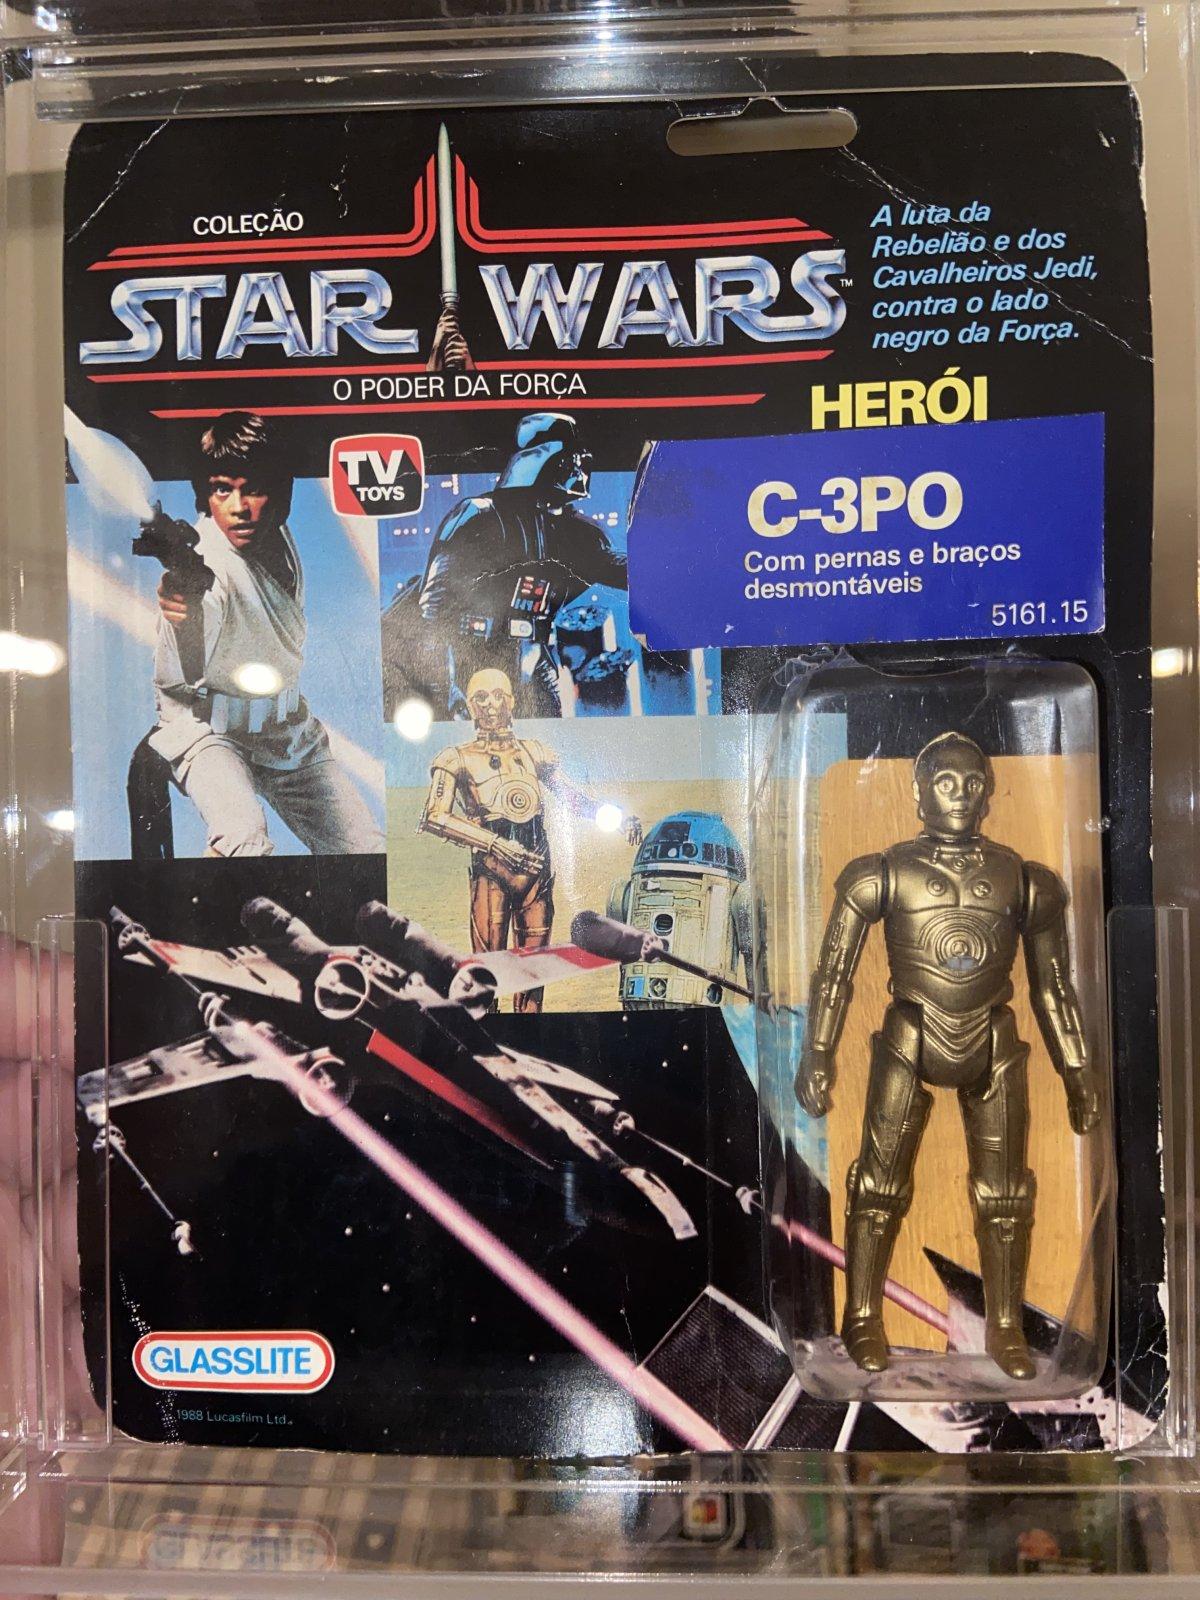 COLEÇÃO
STAR WARS™
O PODER DA FORÇA
A luta da
Rebelião e dos
Cavalheiros Jedi,
contra o lado
negro da Força.
HERÓI
TV
TOYS
C-3PO
Com pernas e braços
desmontáveis
5161.15
GLASSLITE
1988 Lucasfilm Ltd.